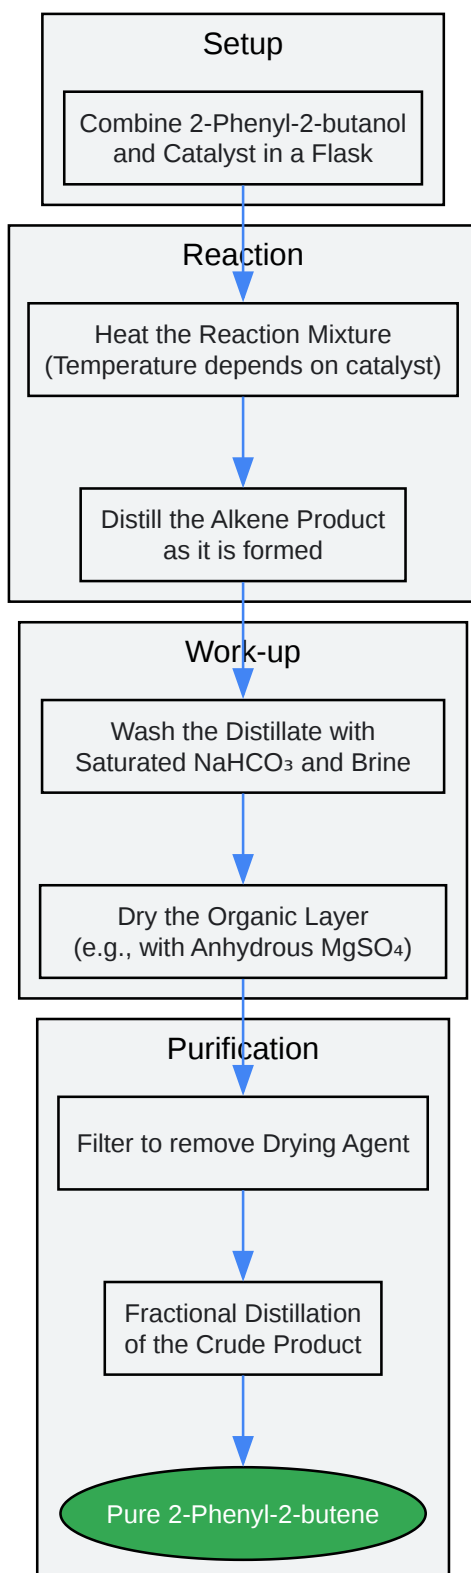 Setup
Combine 2-Phenyl-2-butanol
and Catalyst in a Flask
Reaction
Heat the Reaction Mixture
(Temperature depends on catalyst)
Distill the Alkene Product
as it is formed
Work-up
Wash the Distillate with
Saturated NaHCO₃ and Brine
Dry the Organic Layer
(e.g., with Anhydrous MgSO₄)
Purification
Filter to remove Drying Agent
Fractional Distillation
of the Crude Product
Pure 2-Phenyl-2-butene